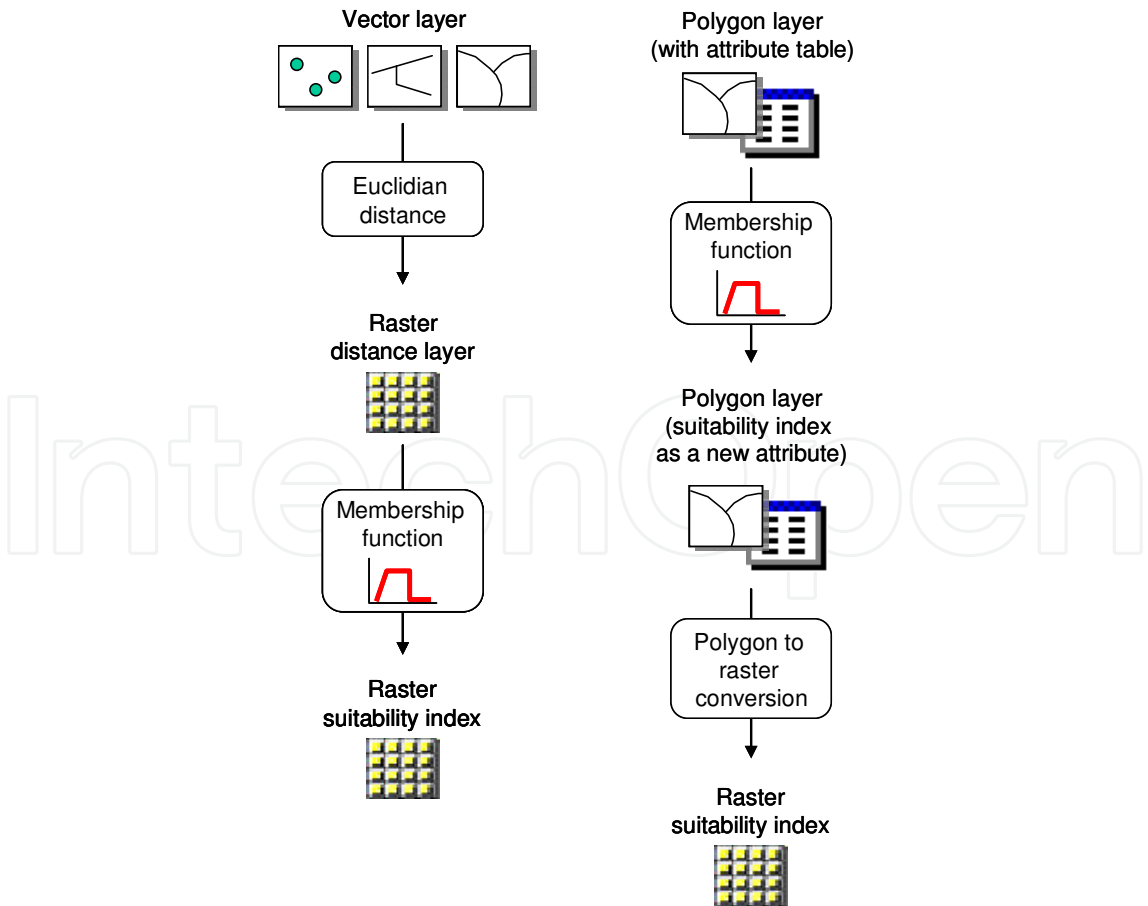 Vector layer
Euclidian
distance
Raster
distance layer
Membership
function
Raster
suitability index
Polygon layer
(with attribute table)
Membership
function
Polygon layer
(suitability index
as a new attribute)
Polygon to
raster
conversion
Raster
suitability index
IntechOpen